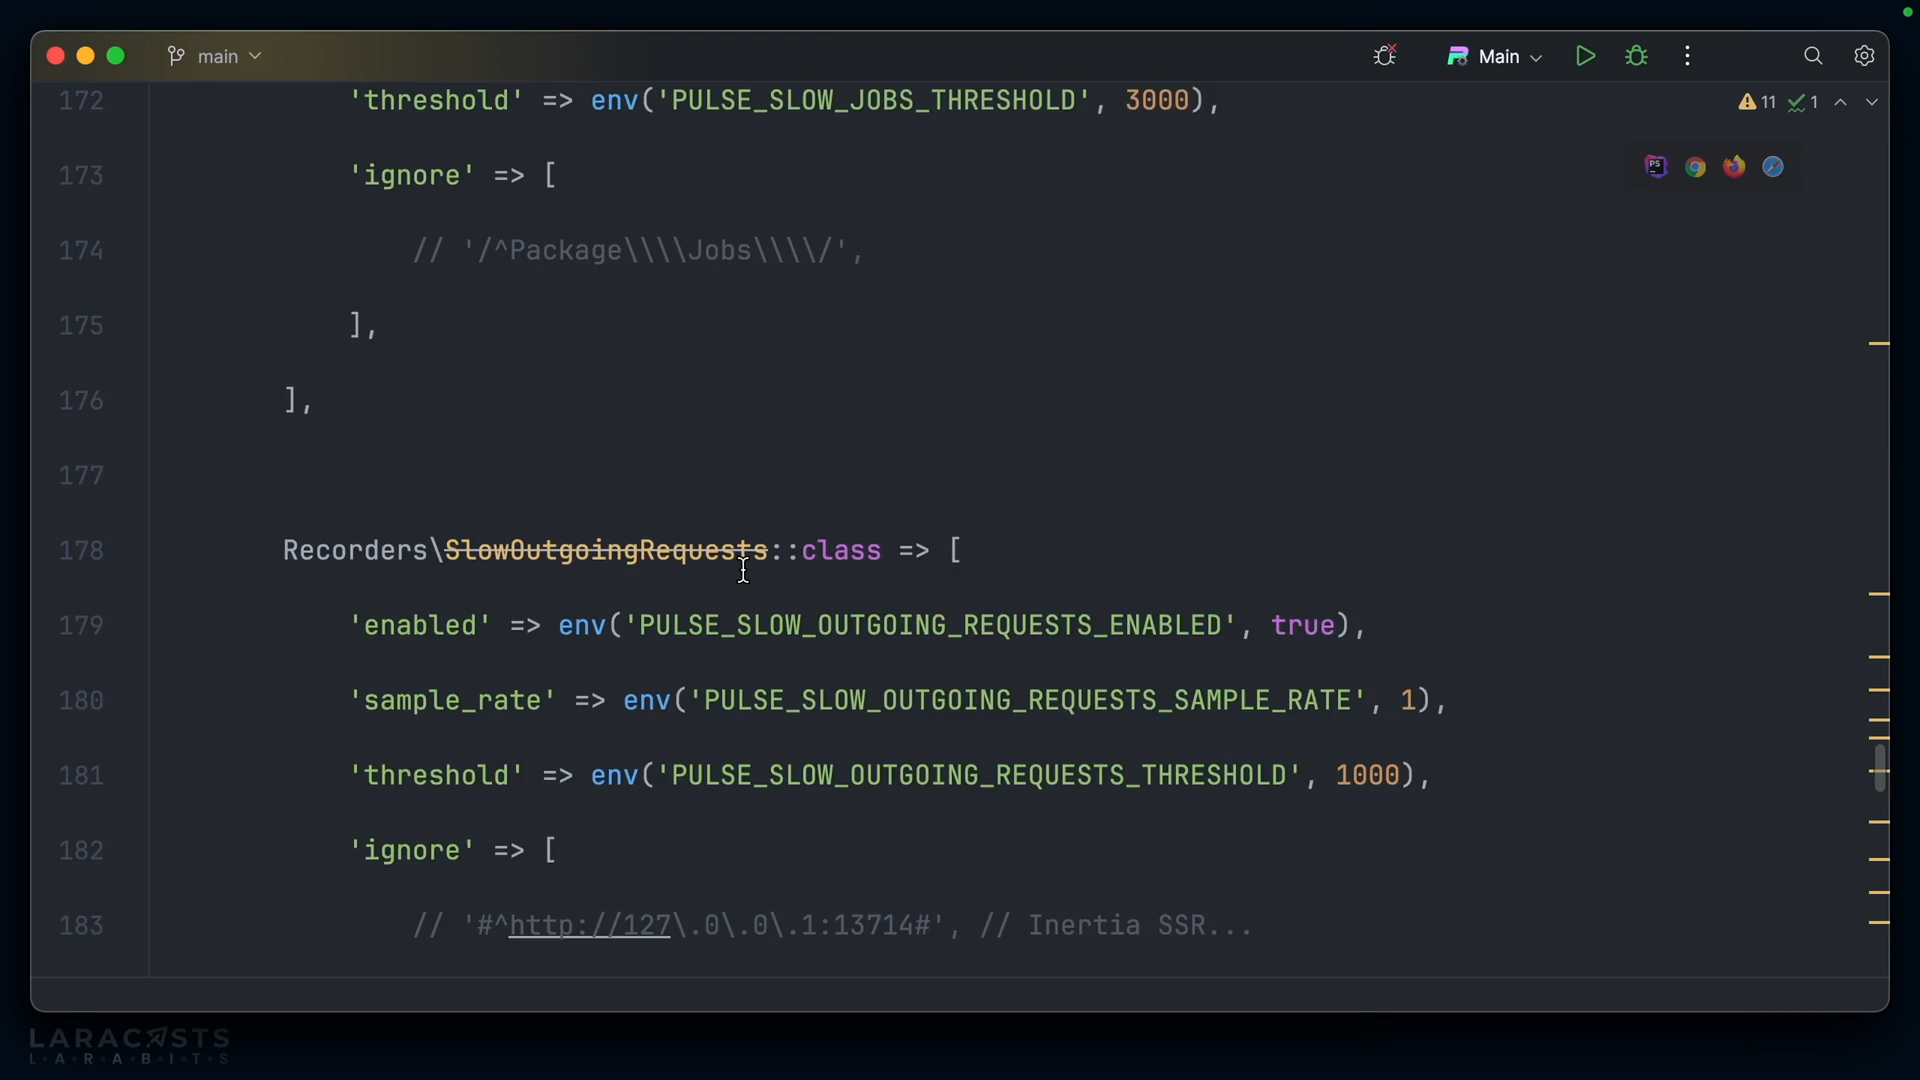 main
Main
172 'threshold' => env('PULSE_SLOW_JOBS_THRESHOLD', 3000),
11 1
173 'ignore' => [
PS
174 // '/^Package\\\\Jobs\\\\/',
175 ],
176 ],
177
178 Recorders\SlowOutgoingRequests::class => [
179 'enabled' => env('PULSE_SLOW_OUTGOING_REQUESTS_ENABLED', true),
180 'sample_rate' => env('PULSE_SLOW_OUTGOING_REQUESTS_SAMPLE_RATE', 1),
181 'threshold' => env('PULSE_SLOW_OUTGOING_REQUESTS_THRESHOLD', 1000),
182 'ignore' => [
183 // '#^http://127\.0\.0\.1:13714#', // Inertia SSR...
LARACASTS
L·A·R·A·B·I·T·S